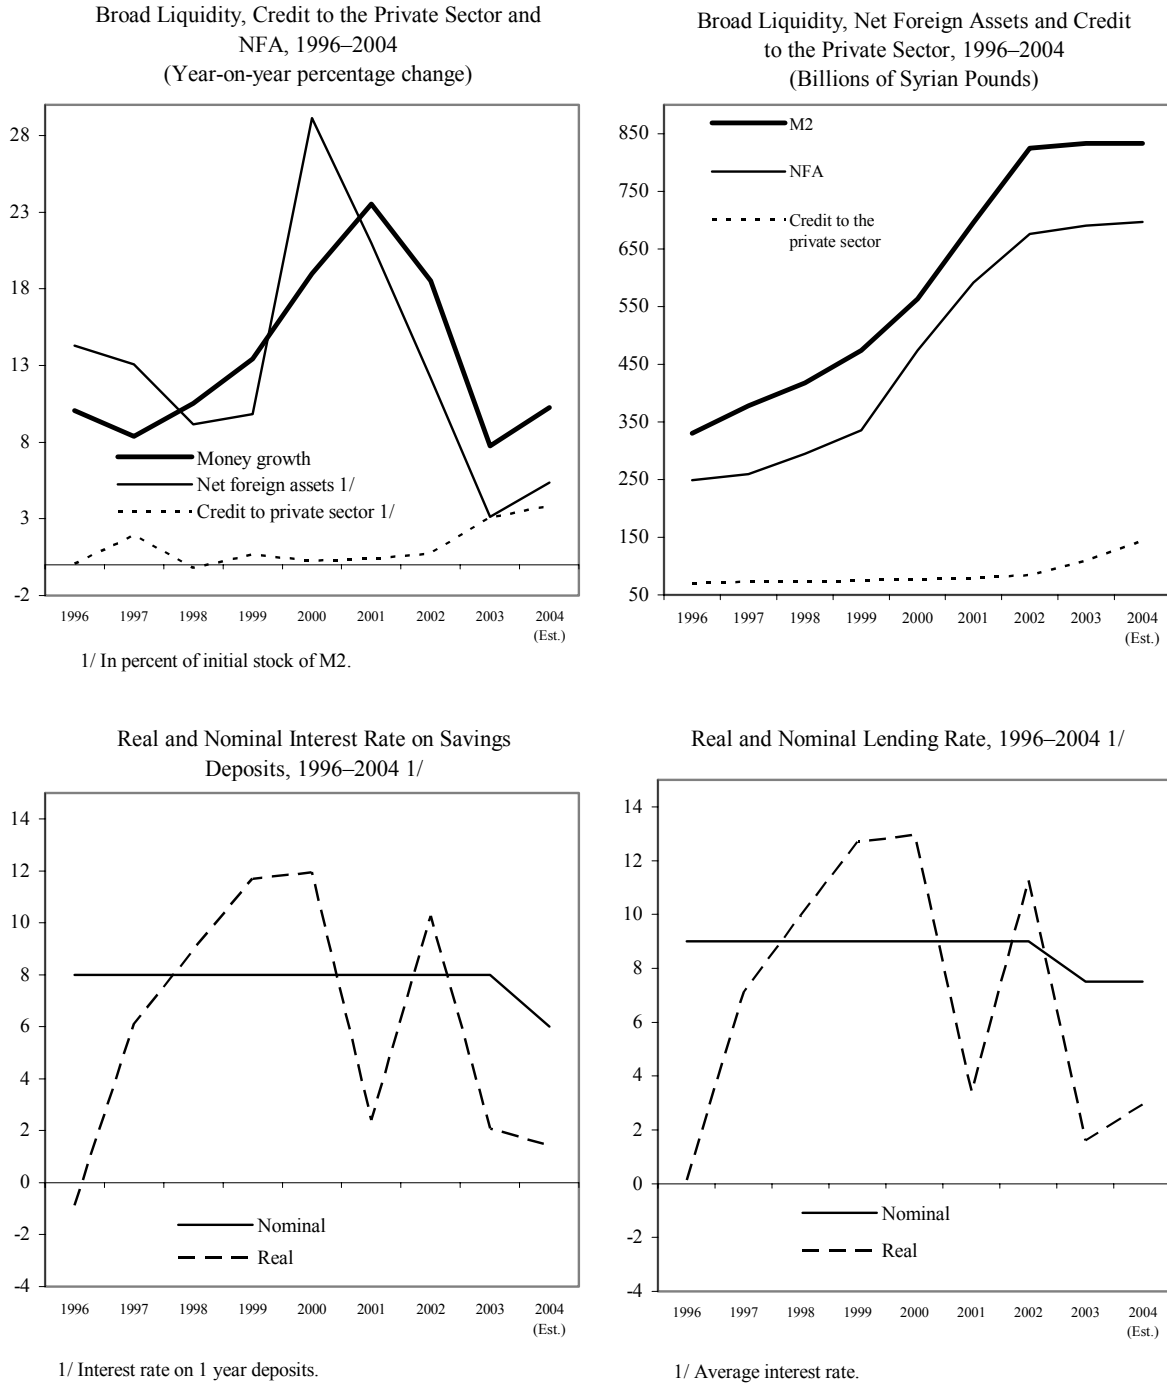 Broad Liquidity, Credit to the Private Sector and
NFA, 1996–2004
(Year-on-year percentage change)
28
23
18
13
8
3
-2
Money growth
Net foreign assets 1/
Credit to private sector 1/
1996 1997 1998 1999 2000 2001 2002 2003 2004
(Est.)
1/ In percent of initial stock of M2.
Broad Liquidity, Net Foreign Assets and Credit
to the Private Sector, 1996–2004
(Billions of Syrian Pounds)
850
750
650
550
450
350
250
150
50
M2
NFA
Credit to the
private sector
1996 1997 1998 1999 2000 2001 2002 2003 2004
(Est.)
Real and Nominal Interest Rate on Savings
Deposits, 1996–2004 1/
14
12
10
8
6
4
2
0
-2
-4
Nominal
Real
1996 1997 1998 1999 2000 2001 2002 2003 2004
(Est.)
1/ Interest rate on 1 year deposits.
Real and Nominal Lending Rate, 1996–2004 1/
14
12
10
8
6
4
2
0
-2
-4
Nominal
Real
1996 1997 1998 1999 2000 2001 2002 2003 2004
(Est.)
1/ Average interest rate.